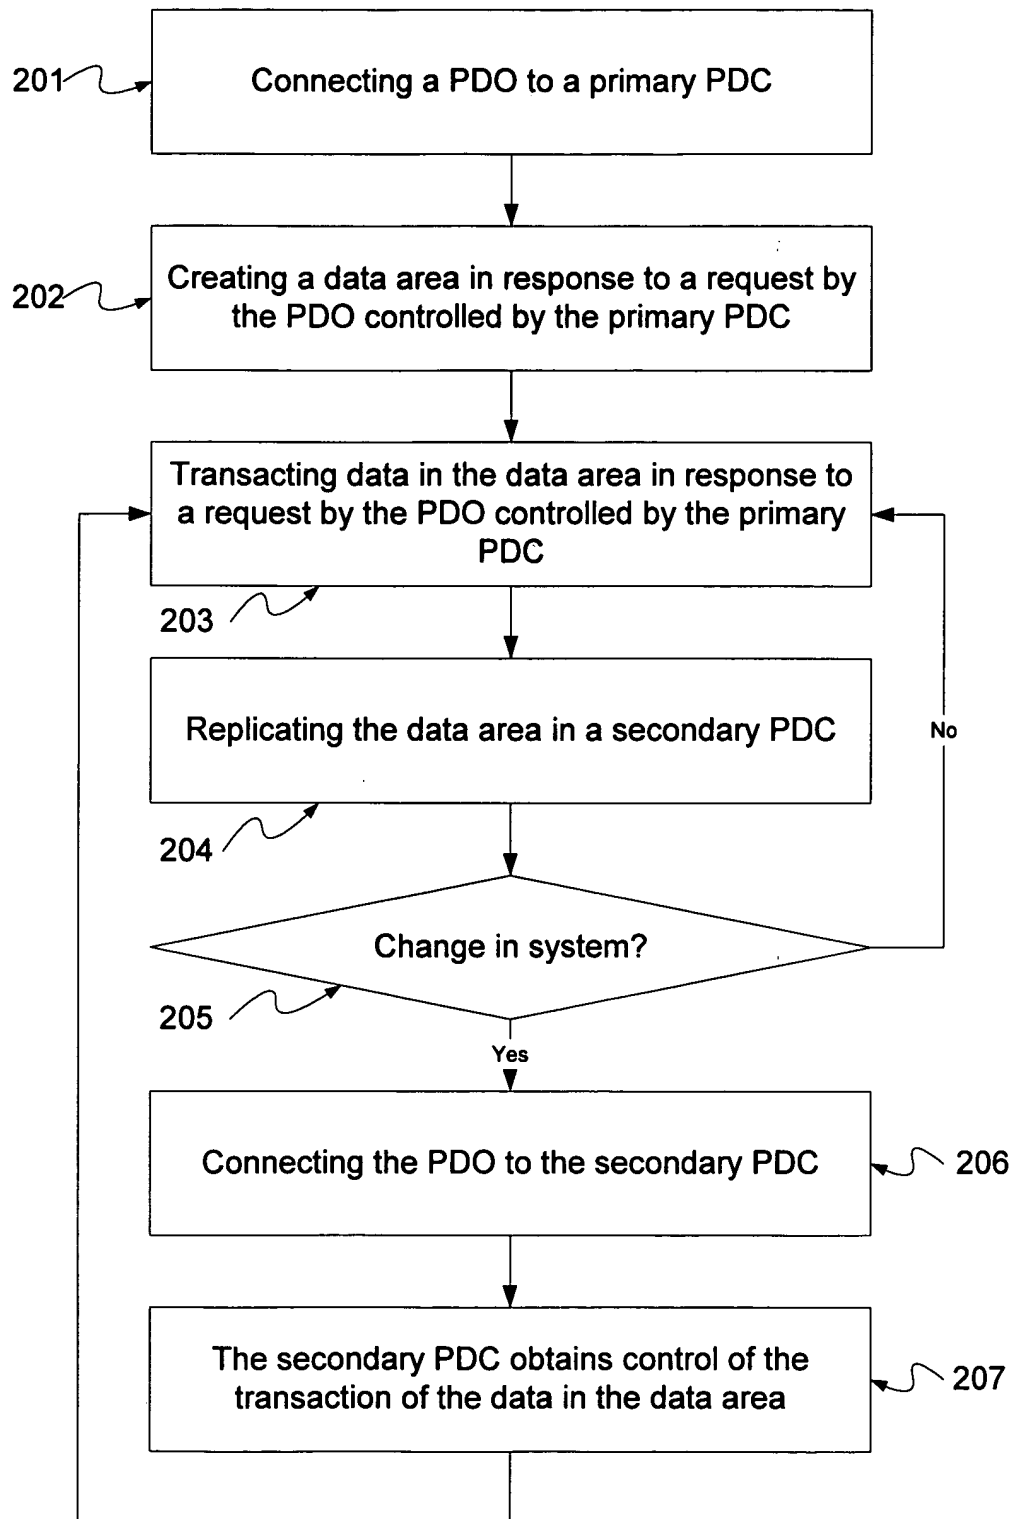 201
Connecting a PDO to a primary PDC
202
Creating a data area in response to a request by
the PDO controlled by the primary PDC
Transacting data in the data area in response to
a request by the PDO controlled by the primary
PDC
203
Replicating the data area in a secondary PDC
No
204
Change in system?
205
Yes
Connecting the PDO to the secondary PDC
206
The secondary PDC obtains control of the
transaction of the data in the data area
207